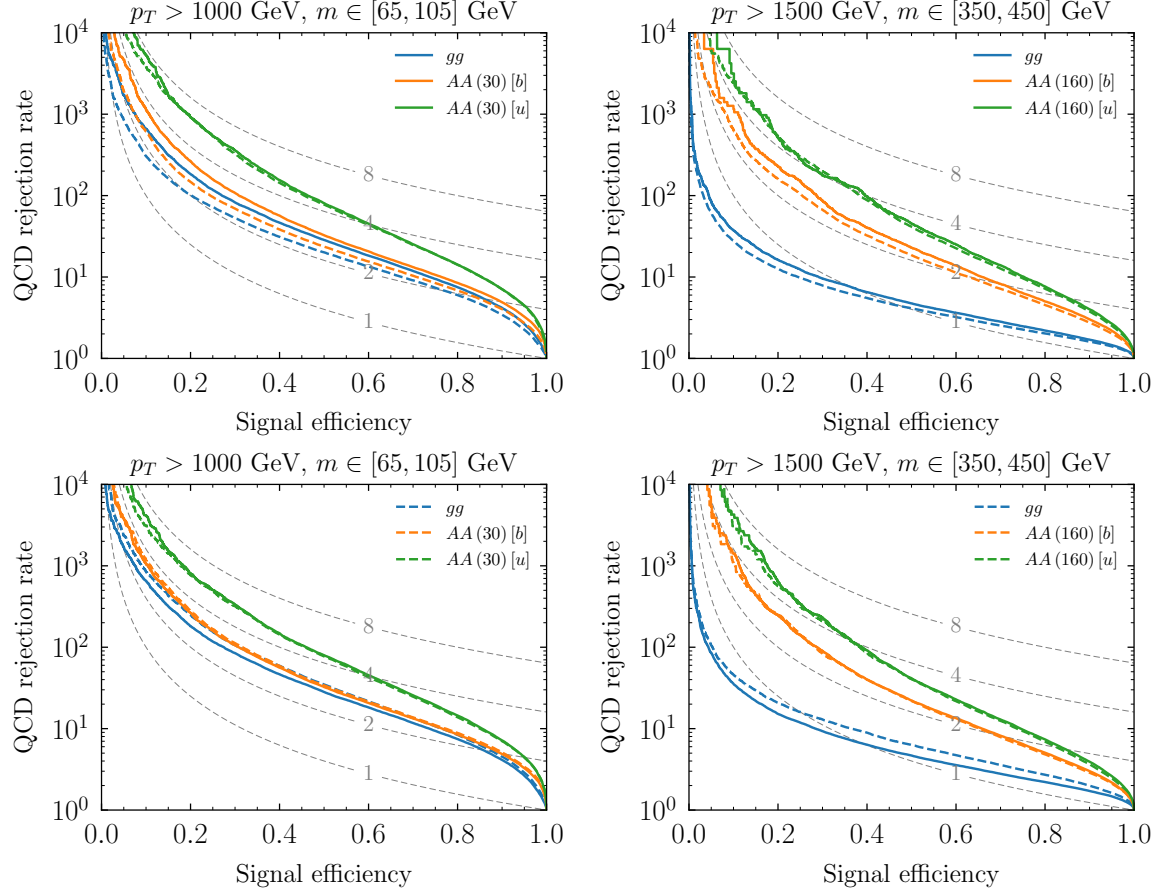 p_T > 1000 GeV, m ∈ [65, 105] GeV
QCD rejection rate
10^4
10^3
10^2
10^1
10^0
gg
AA (30) [b]
AA (30) [u]
8
4
2
1
0.0 0.2 0.4 0.6 0.8 1.0
Signal efficiency
p_T > 1500 GeV, m ∈ [350, 450] GeV
QCD rejection rate
10^4
10^3
10^2
10^1
10^0
gg
AA (160) [b]
AA (160) [u]
8
4
2
1
0.0 0.2 0.4 0.6 0.8 1.0
Signal efficiency
p_T > 1000 GeV, m ∈ [65, 105] GeV
QCD rejection rate
10^4
10^3
10^2
10^1
10^0
gg
AA (30) [b]
AA (30) [u]
8
4
2
1
0.0 0.2 0.4 0.6 0.8 1.0
Signal efficiency
p_T > 1500 GeV, m ∈ [350, 450] GeV
QCD rejection rate
10^4
10^3
10^2
10^1
10^0
gg
AA (160) [b]
AA (160) [u]
8
4
2
1
0.0 0.2 0.4 0.6 0.8 1.0
Signal efficiency